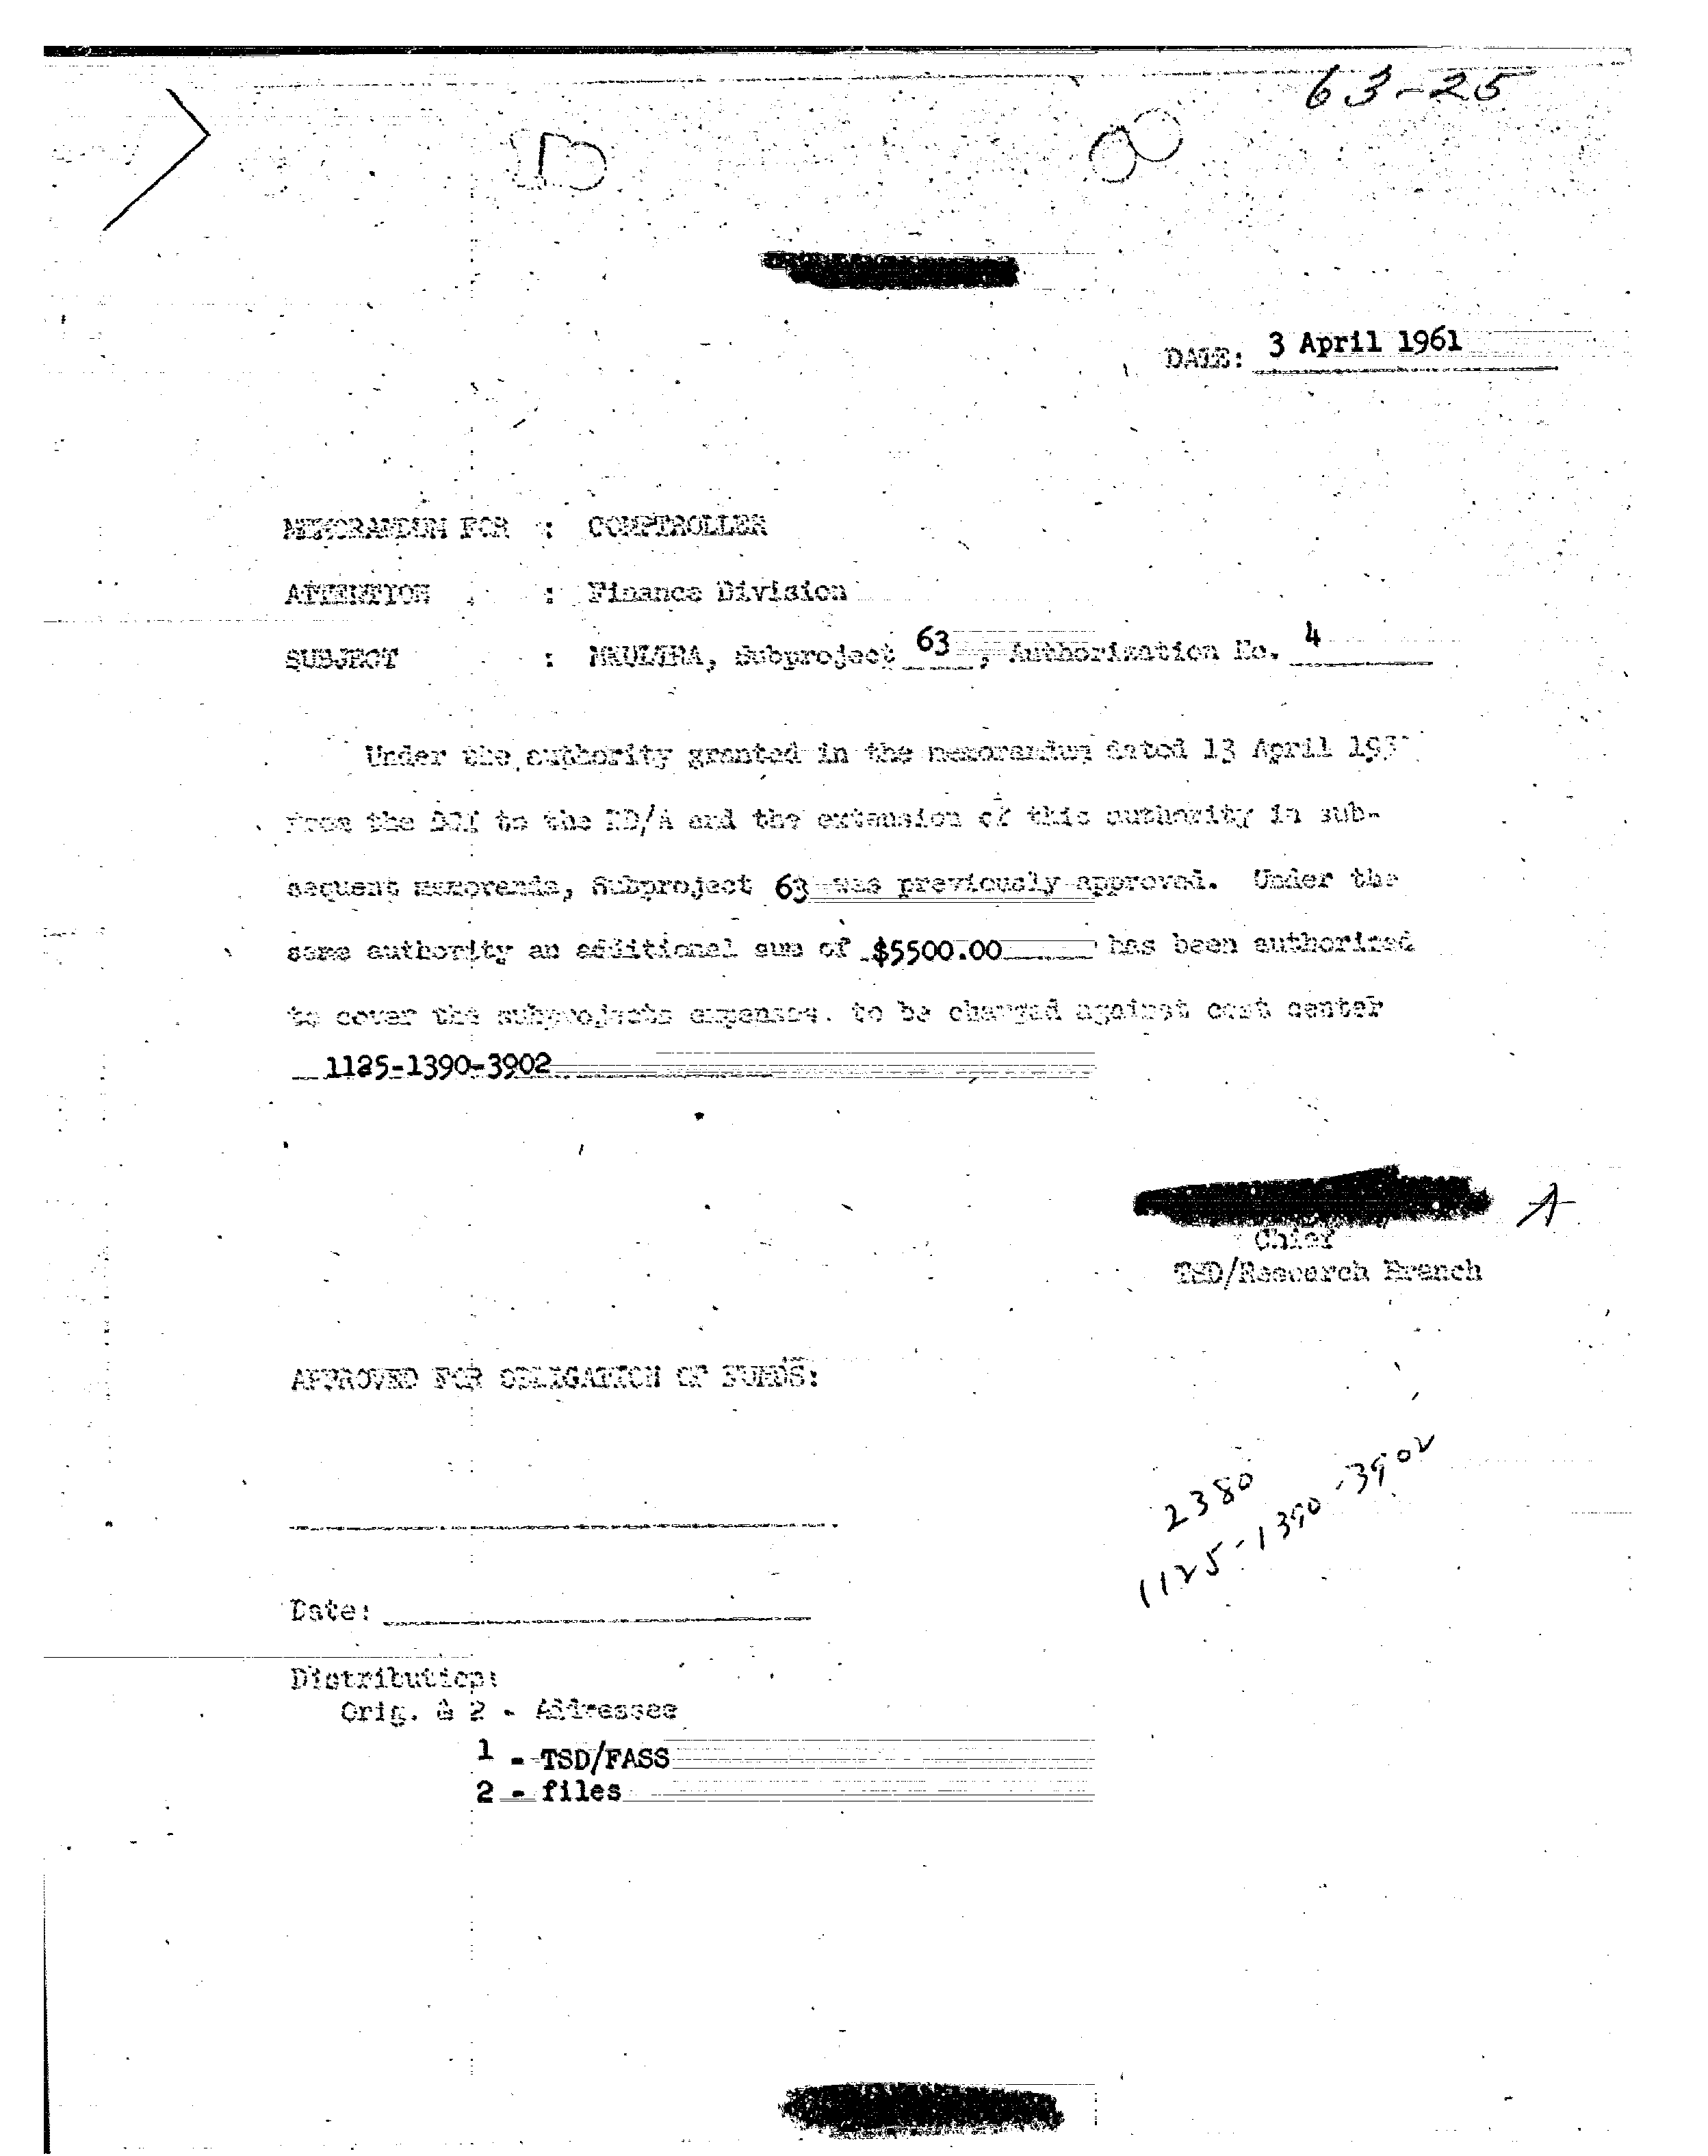 63-25
DATE: 3 April 1961
MEMORANDUM FOR : COMPTROLLER
ATTENTION : Finance Division
SUBJECT : MKULTRA, Subproject 63, Authorization No. 4
Under the authority granted in the memorandum dated 13 April
from the DCI to the DD/A and the extension of this authority in sub-
sequent memoranda, Subproject 63 was previously approved. Under the
same authority an additional sum of $5500.00 has been authorized
to cover the subprojects expenses. to be charged against cost center
1125-1390-3902
Chief
TSD/Research Branch
A
APPROVED FOR OBLIGATION OF FUNDS:
2380
1125-1390-3902
Date:
Distribution:
Orig. & 2 - Addressee
1 - TSD/FASS
2 - files